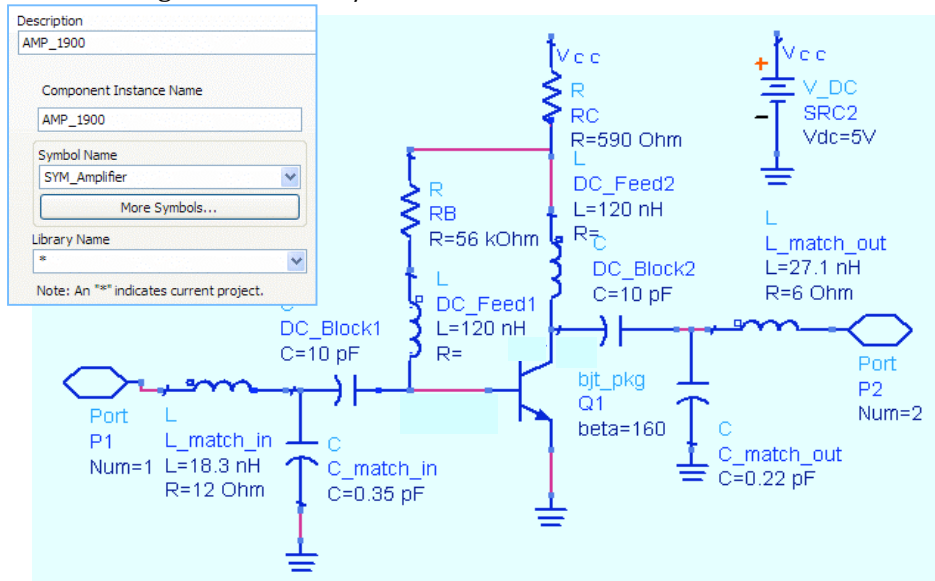 Description
AMP_1900
Component Instance Name
AMP_1900
Symbol Name
SYM_Amplifier
More Symbols...
Library Name
*
Note: An "*" indicates current project.
Vcc
R
RC
R=590 Ohm
Vcc
+
-
V_DC
SRC2
Vdc=5V
R
RB
R=56 kOhm
L
DC_Feed2
L=120 nH
R=
L
DC_Feed1
L=120 nH
R=
C
DC_Block2
C=10 pF
L
L_match_out
L=27.1 nH
R=6 Ohm
C
DC_Block1
C=10 pF
Port
P1
Num=1
L
L_match_in
L=18.3 nH
R=12 Ohm
C
C_match_in
C=0.35 pF
bjt_pkg
Q1
beta=160
C
C_match_out
C=0.22 pF
Port
P2
Num=2